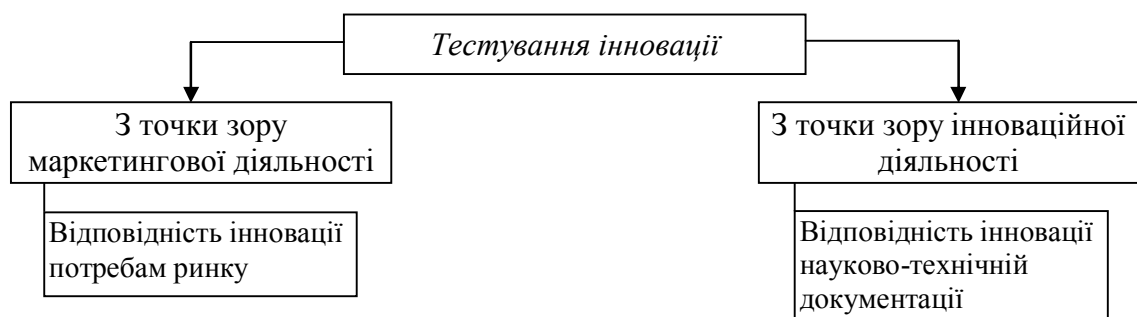 Тестування інновації
З точки зору
маркетингової діяльності
З точки зору інноваційної
діяльності
Відповідність інновації
потребам ринку
Відповідність інновації
науково-технічній
документації